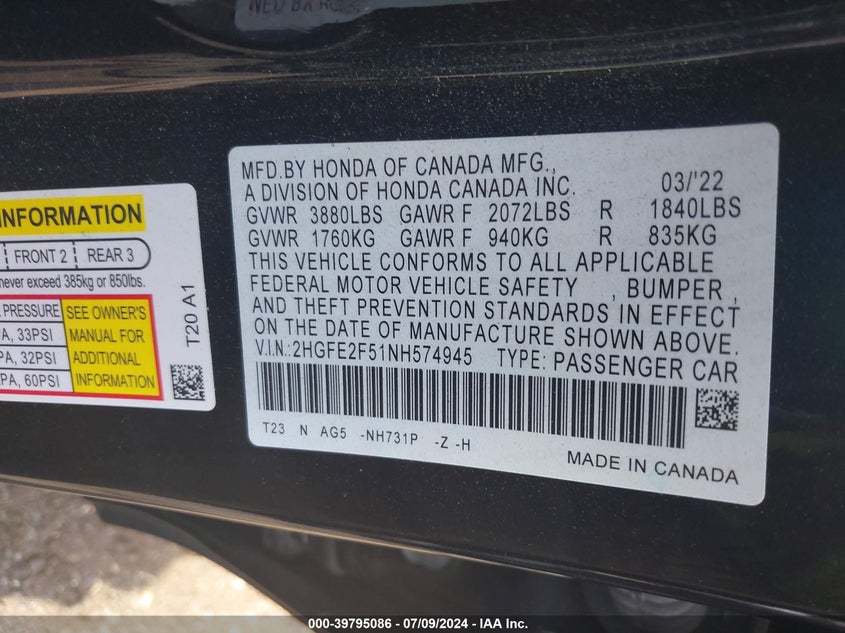 MFD.BY HONDA OF CANADA MFG.,
A DIVISION OF HONDA CANADA INC. 03/'22
GVWR 3880LBS GAWR F 2072LBS R 1840LBS
GVWR 1760KG GAWR F 940KG R 835KG
THIS VEHICLE CONFORMS TO ALL APPLICABLE
FEDERAL MOTOR VEHICLE SAFETY , BUMPER ,
AND THEFT PREVENTION STANDARDS IN EFFECT
ON THE DATE OF MANUFACTURE SHOWN ABOVE.
V.I.N.:2HGFE2F51NH574945 TYPE: PASSENGER CAR
T23 N AG5 -NH731P -Z -H
MADE IN CANADA
INFORMATION
FRONT 2 REAR 3
never exceed 385kg or 850lbs.
PRESSURE
33PSI
32PSI
60PSI
SEE OWNER'S
MANUAL FOR
ADDITIONAL
INFORMATION
T20 A1
000-39795086 - 07/09/2024 - IAA Inc.